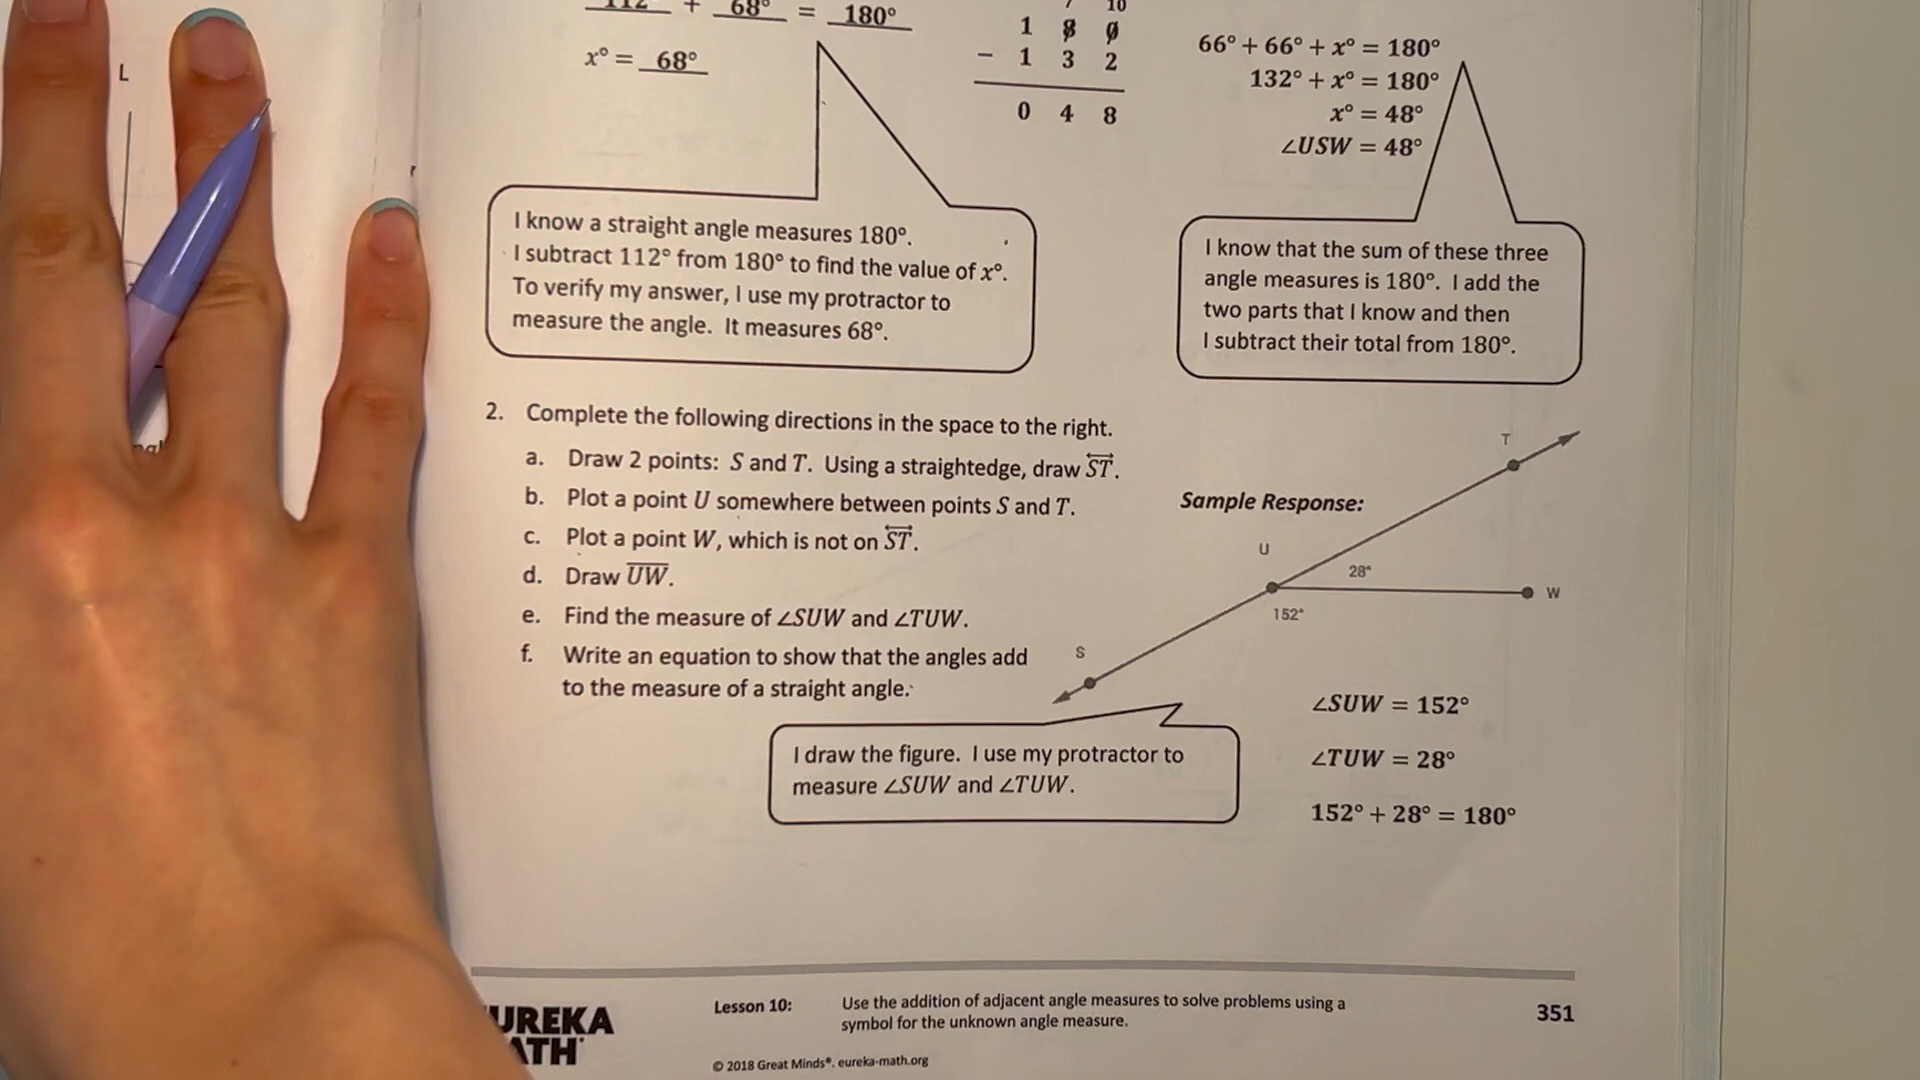 L
112 + 68° = 180°
x° = 68°
7 10
1 8 0
− 1 3 2
0 4 8
66° + 66° + x° = 180°
132° + x° = 180°
x° = 48°
∠USW = 48°
I know a straight angle measures 180°.
I subtract 112° from 180° to find the value of x°.
To verify my answer, I use my protractor to
measure the angle. It measures 68°.
I know that the sum of these three
angle measures is 180°. I add the
two parts that I know and then
I subtract their total from 180°.
2. Complete the following directions in the space to the right.
a. Draw 2 points: S and T. Using a straightedge, draw S͡T.
b. Plot a point U somewhere between points S and T.
c. Plot a point W, which is not on S͡T.
d. Draw U̅W̅.
e. Find the measure of ∠SUW and ∠TUW.
f. Write an equation to show that the angles add
to the measure of a straight angle.
Sample Response:
T
U
28°
W
152°
S
∠SUW = 152°
∠TUW = 28°
152° + 28° = 180°
I draw the figure. I use my protractor to
measure ∠SUW and ∠TUW.
UREKA
ATH
Lesson 10: Use the addition of adjacent angle measures to solve problems using a
symbol for the unknown angle measure.
351
© 2018 Great Minds®. eureka-math.org